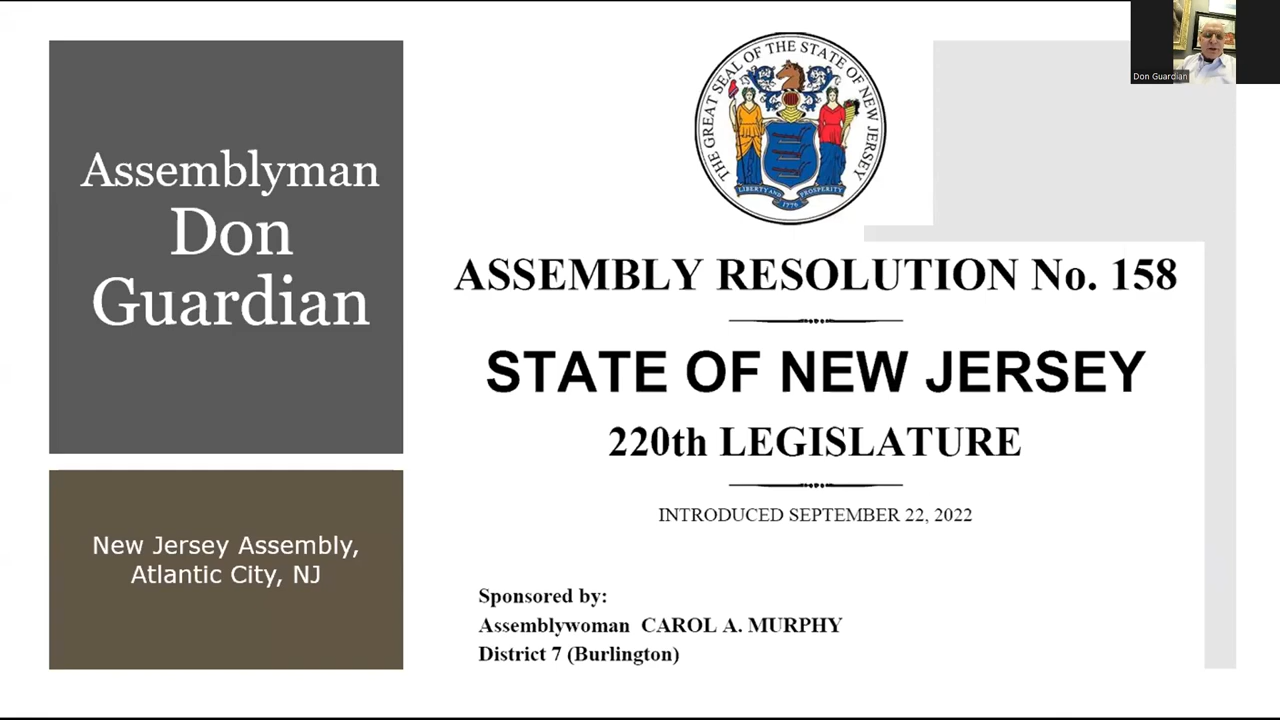 Assemblyman
Don
Guardian
New Jersey Assembly,
Atlantic City, NJ
THE GREAT SEAL OF THE STATE OF NEW JERSEY
LIBERTY AND PROSPERITY
1776
ASSEMBLY RESOLUTION No. 158
STATE OF NEW JERSEY
220th LEGISLATURE
INTRODUCED SEPTEMBER 22, 2022
Sponsored by:
Assemblywoman CAROL A. MURPHY
District 7 (Burlington)
Don Guardian